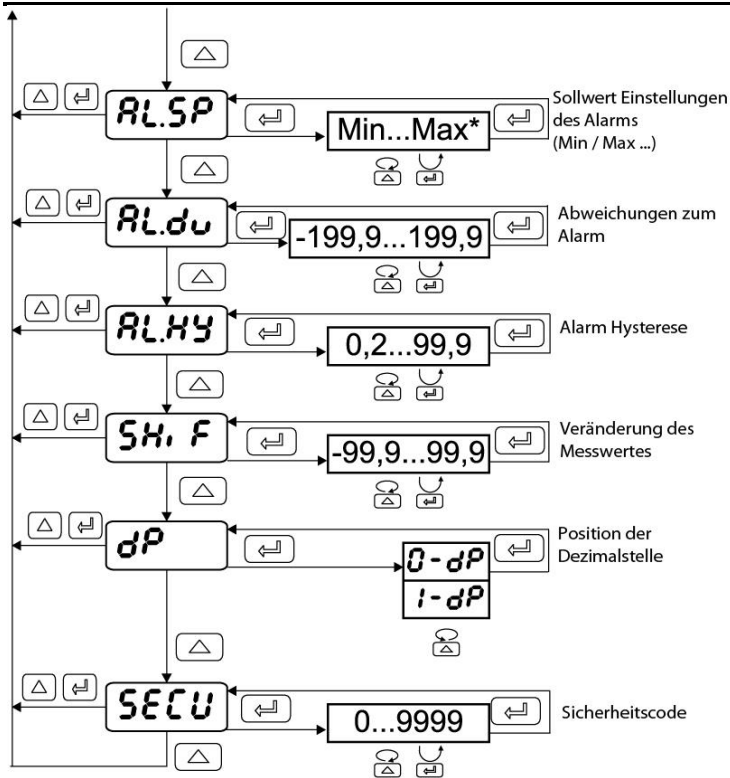 AL.SP
Min...Max*
Sollwert Einstellungen
des Alarms
(Min / Max ...)
AL.du
-199,9...199,9
Abweichungen zum
Alarm
AL.HY
0,2...99,9
Alarm Hysterese
SHi F
-99,9...99,9
Veränderung des
Messwertes
dP
0-dP
1-dP
Position der
Dezimalstelle
SECU
0...9999
Sicherheitscode